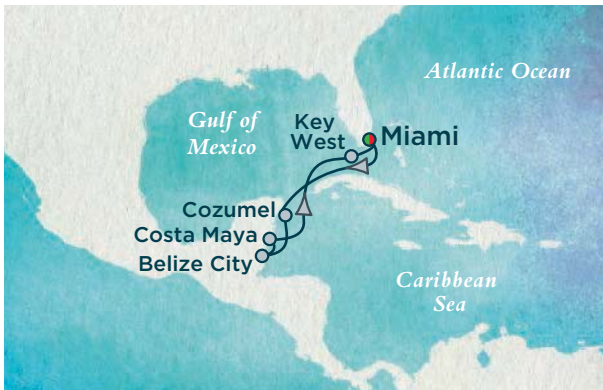 Atlantic Ocean
Gulf of
Mexico
Key
West
Miami
Cozumel
Costa Maya
Belize City
Caribbean
Sea